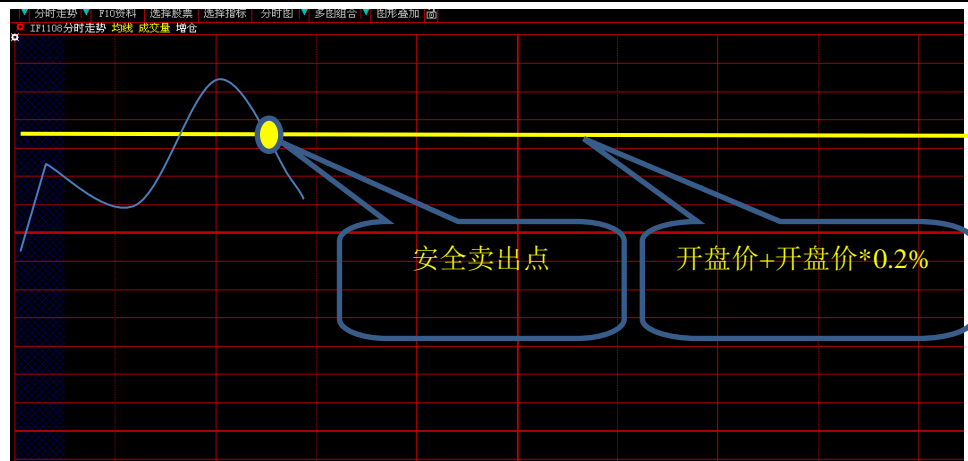 分时走势 F10资料 选择股票 选择指标 分时图 多图组合 图形叠加
IF1108分时走势 均线 成交量 增仓
安全卖出点
开盘价+开盘价*0.2%